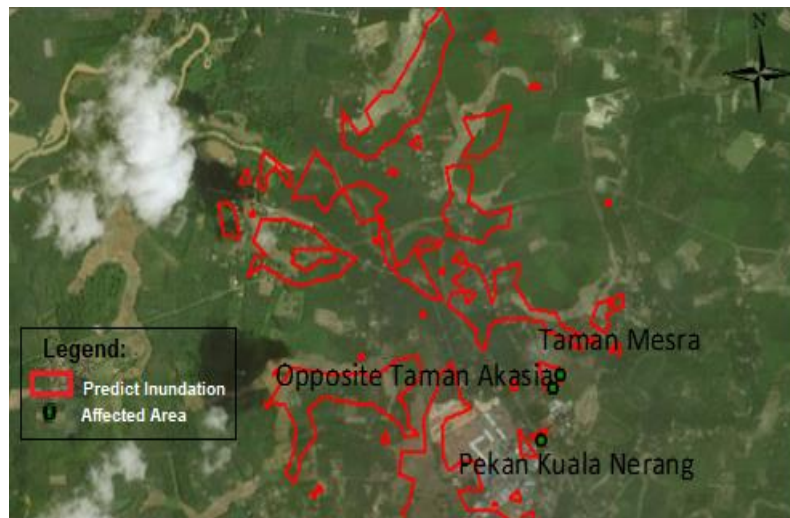 N
Taman Mesra
Legend:
Opposite Taman Akasia
Predict Inundation
Affected Area
Pekan Kuala Nerang